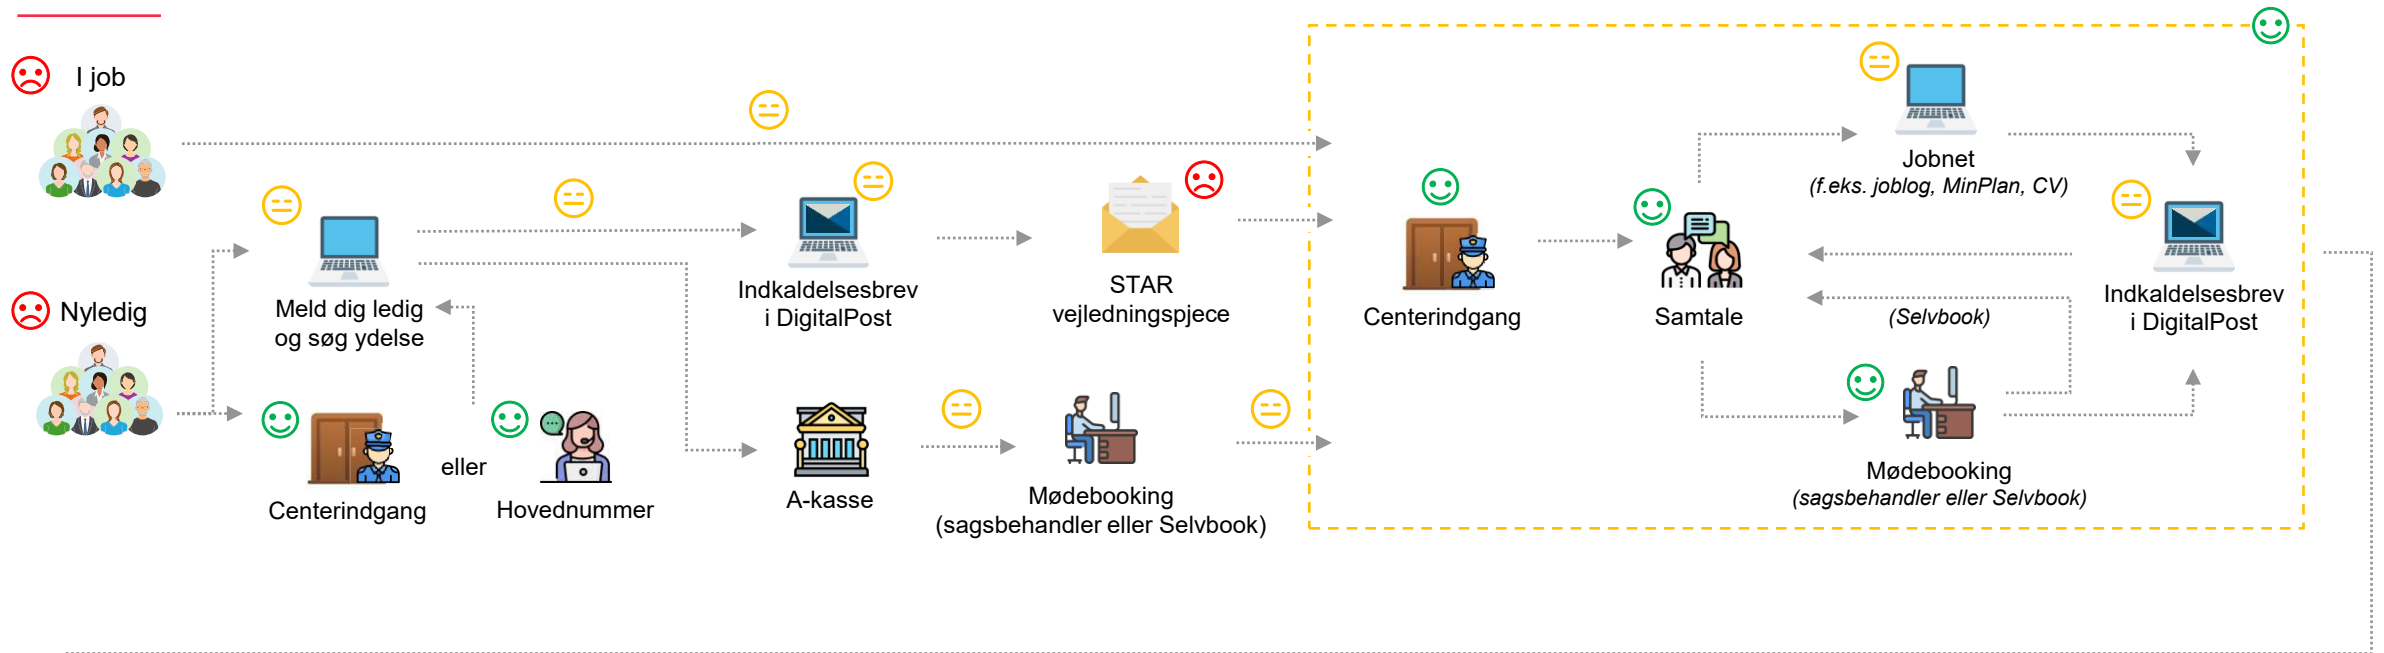 I job
Nyledig
Meld dig ledig
og søg ydelse
Centerindgang
eller
Hovednummer
Indkaldelsesbrev
i DigitalPost
STAR
vejledningspjece
A-kasse
Mødebooking
(sagsbehandler eller Selvbook)
Centerindgang
Samtale
Jobnet
(f.eks. joblog, MinPlan, CV)
(Selvbook)
Indkaldelsesbrev
i DigitalPost
Mødebooking
(sagsbehandler eller Selvbook)